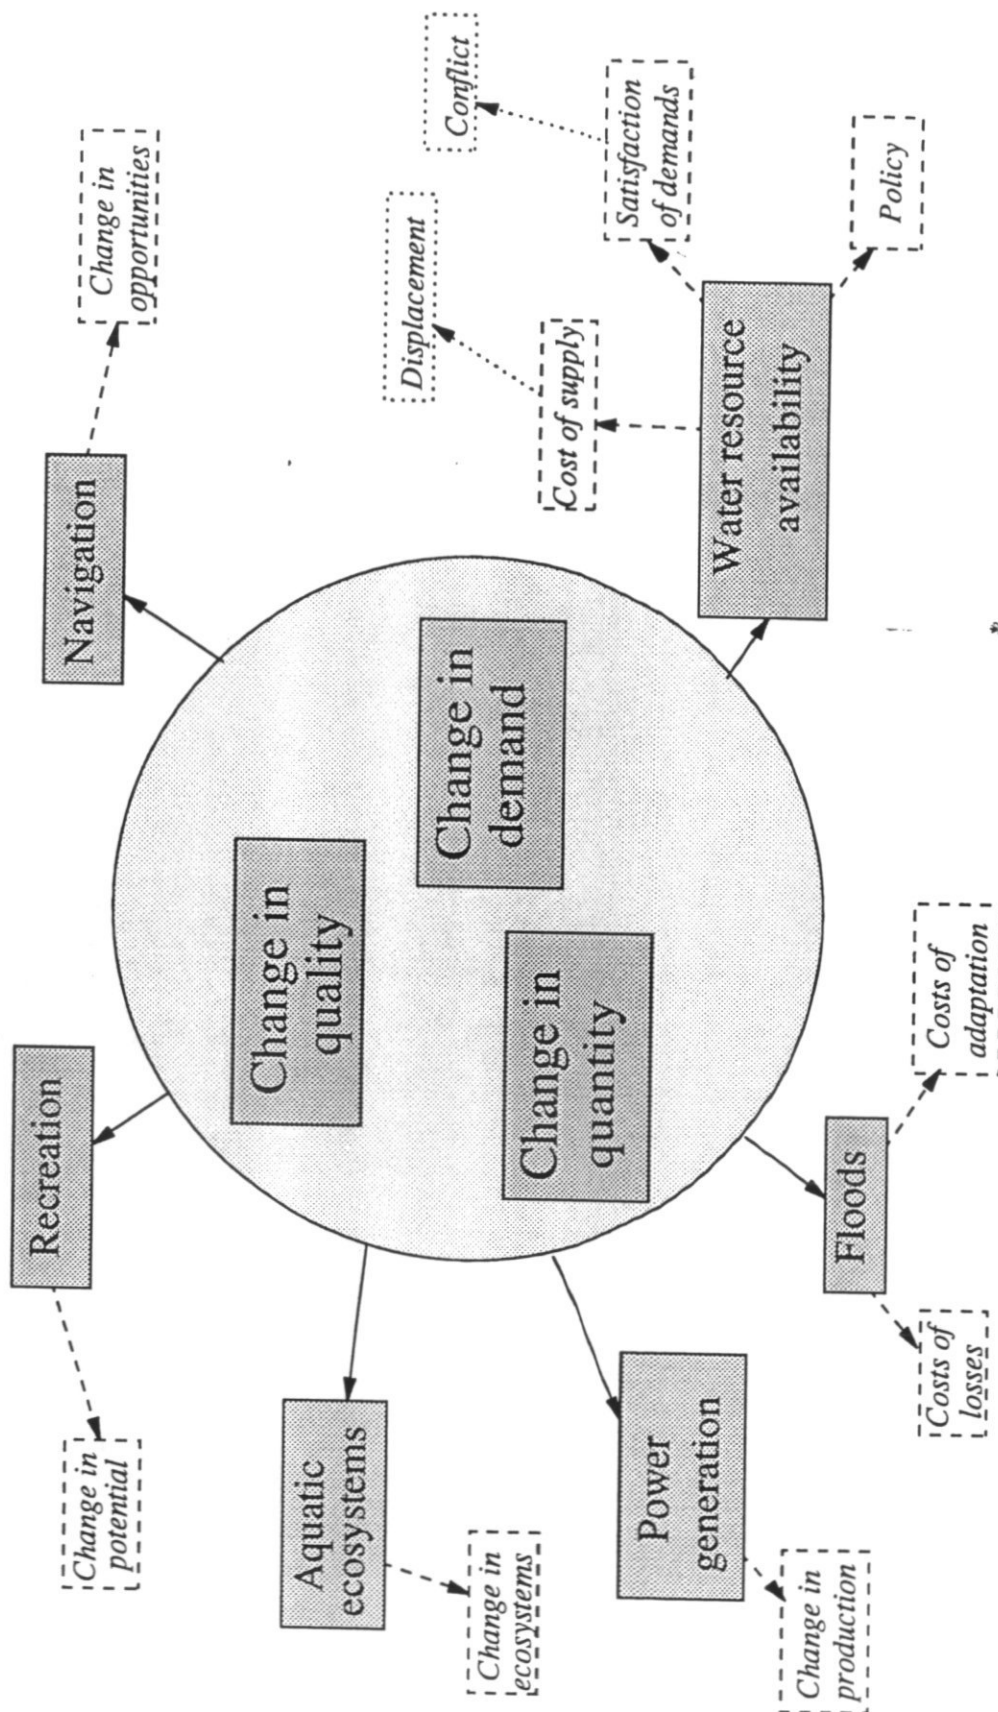 Recreation
Navigation
Change in
potential
Change in
opportunities
Aquatic
ecosystems
Change in
ecosystems
Change in
quality
Change in
demand
Change in
quantity
Displacement
Conflict
Cost of supply
Satisfaction
of demands
Power
generation
Change in
production
Water resource
availability
Policy
Floods
Costs of
losses
Costs of
adaptation